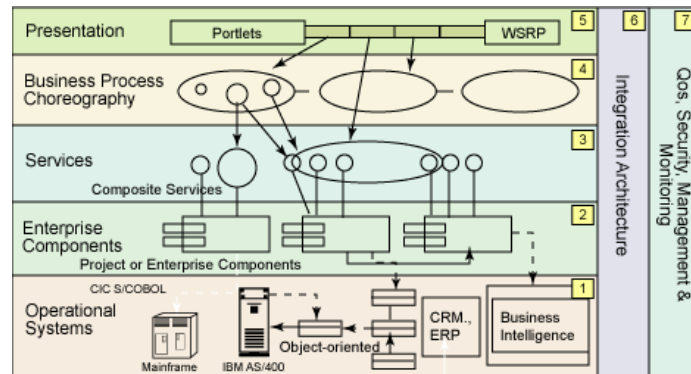 Presentation
Portlets
WSRP
5
Business Process
Choreography
4
Services
Composite Services
3
Enterprise
Components
Project or Enterprise Components
2
Operational
Systems
CIC S/COBOL
Mainframe
IBM AS/400
Object-oriented
CRM.,
ERP
Business
Intelligence
1
6
Integration Architecture
7
Qos, Security, Management &
Monitoring